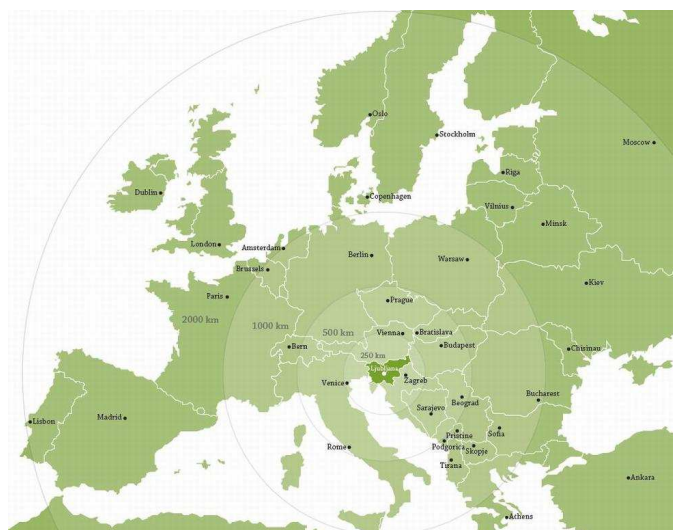 Oslo
Stockholm
Moscow
Riga
Dublin
Copenhagen
Vilnius
Minsk
London
Amsterdam
Berlin
Warsaw
Brussels
Kiev
Paris
Prague
2000 km
1000 km
500 km
Vienna
Bratislava
Bern
Budapest
Chisinau
250 km
Ljubljana
Zagreb
Venice
Beograd
Bucharest
Sarajevo
Lisbon
Madrid
Pristine
Sofia
Rome
Podgorica
Skopje
Tirana
Ankara
Athens